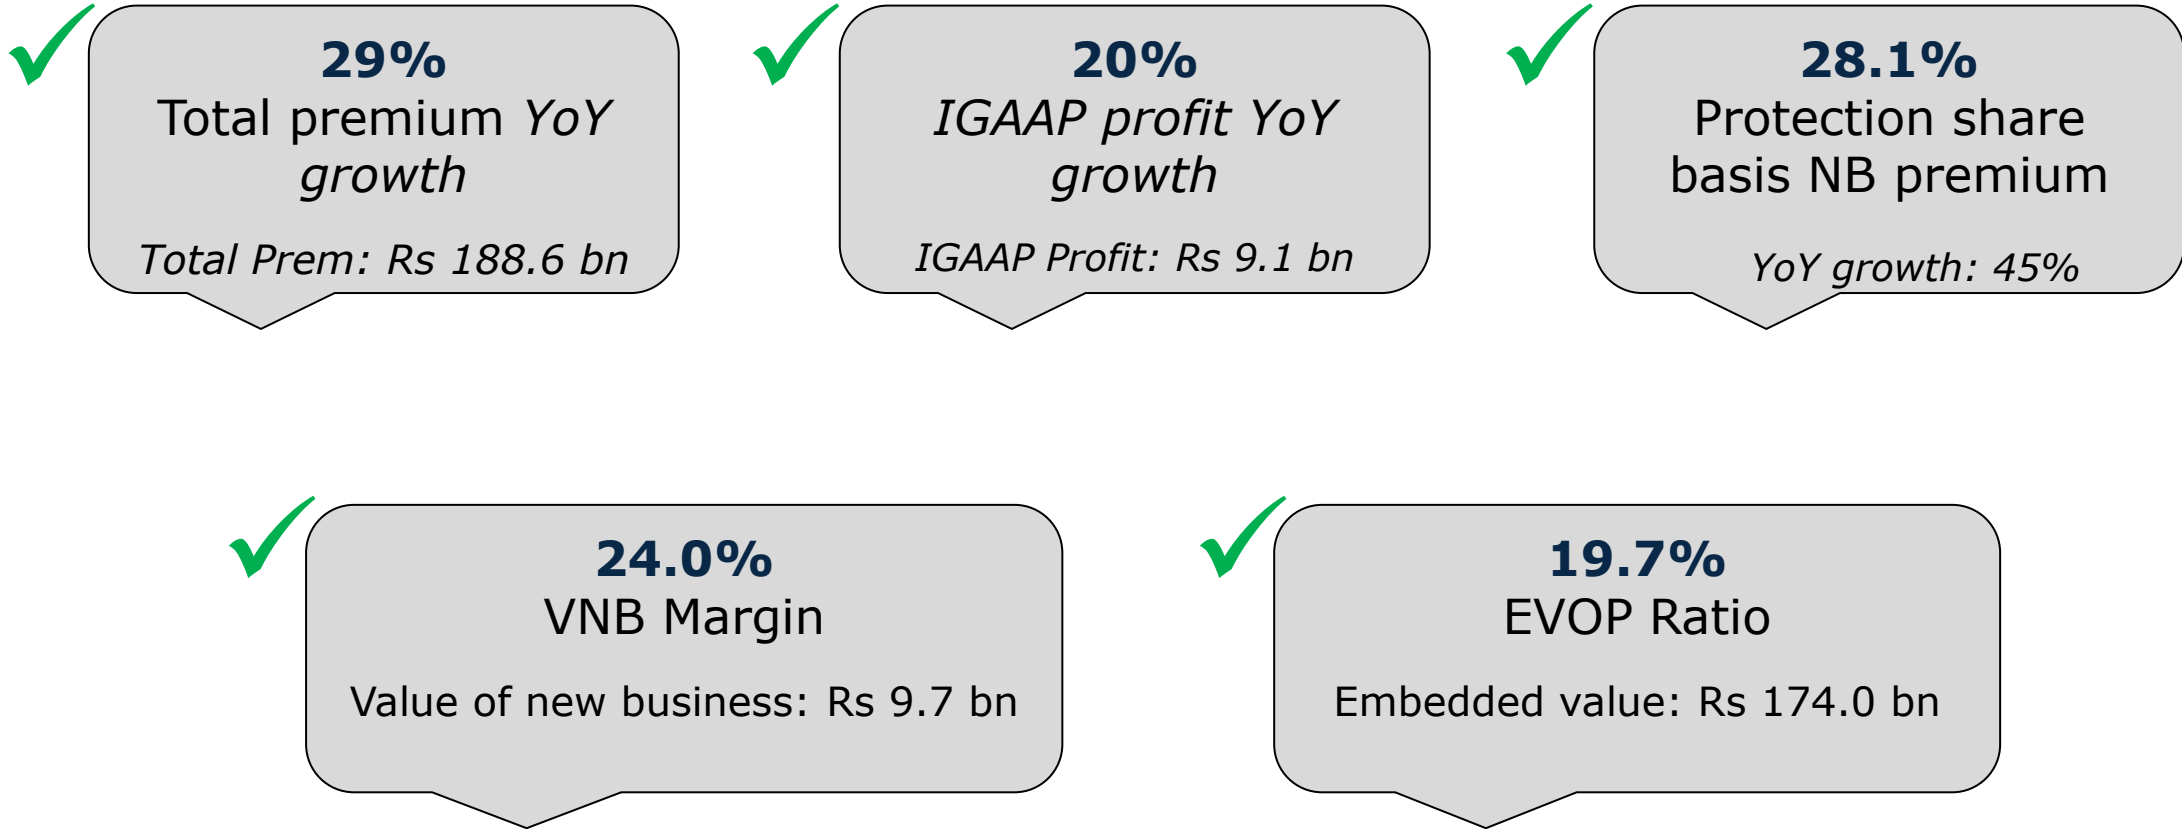 29%
Total premium YoY
growth
Total Prem: Rs 188.6 bn
20%
IGAAP profit YoY
growth
IGAAP Profit: Rs 9.1 bn
28.1%
Protection share
basis NB premium
YoY growth: 45%
24.0%
VNB Margin
Value of new business: Rs 9.7 bn
19.7%
EVOP Ratio
Embedded value: Rs 174.0 bn